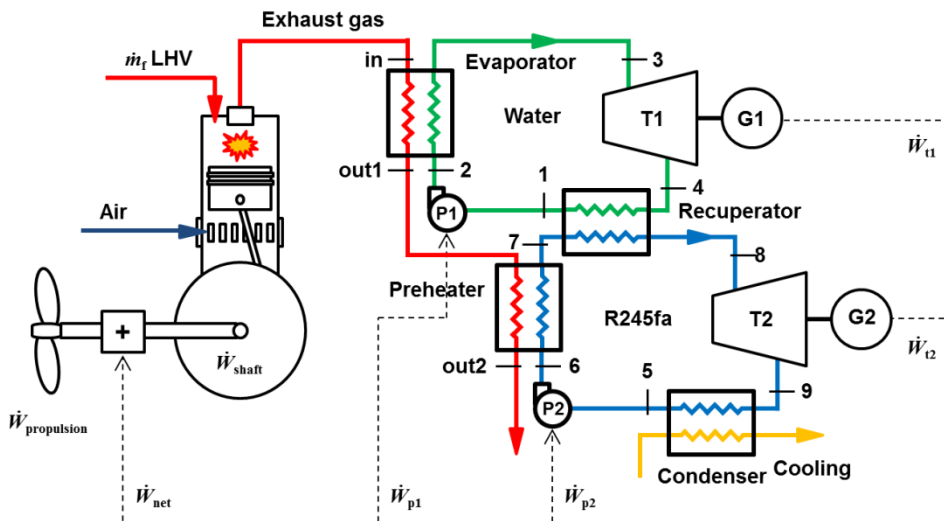 Exhaust gas
ṁf LHV
in
Evaporator
3
Water
T1
G1
Ẇt1
out1
2
1
4
P1
Recuperator
Air
7
8
Preheater
R245fa
T2
G2
Ẇt2
+
Ẇshaft
out2
6
5
9
P2
Ẇpropulsion
Condenser
Cooling
Ẇnet
Ẇp1
Ẇp2